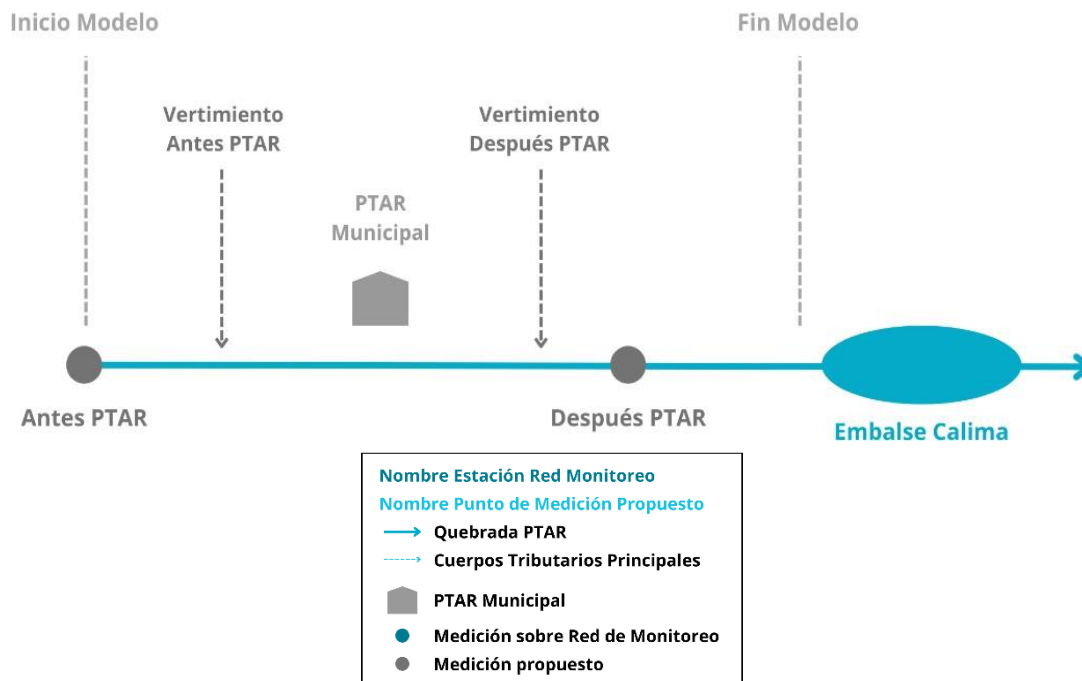 Inicio Modelo
Fin Modelo
Vertimiento
Antes PTAR
Vertimiento
Después PTAR
PTAR
Municipal
Antes PTAR
Después PTAR
Embalse Calima
Nombre Estación Red Monitoreo
Nombre Punto de Medición Propuesto
Quebrada PTAR
Cuerpos Tributarios Principales
PTAR Municipal
Medición sobre Red de Monitoreo
Medición propuesto